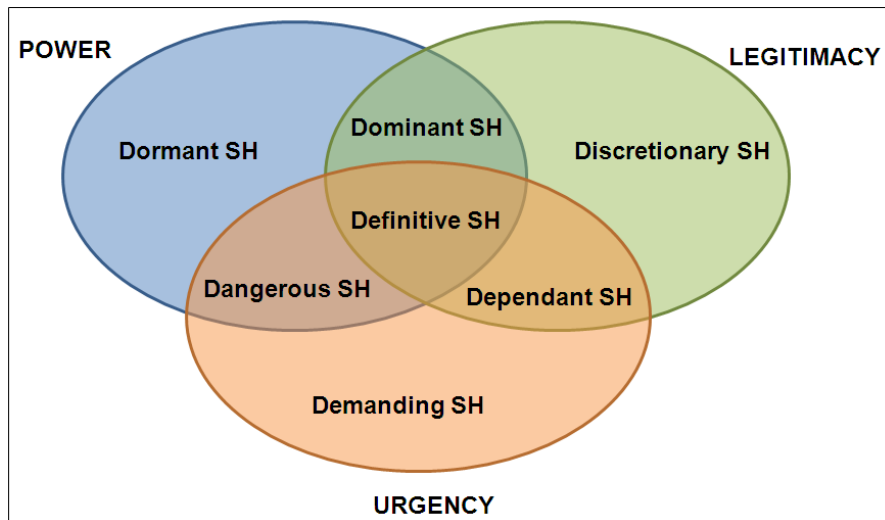 POWER
LEGITIMACY
Dominant SH
Dormant SH
Discretionary SH
Definitive SH
Dangerous SH
Dependant SH
Demanding SH
URGENCY